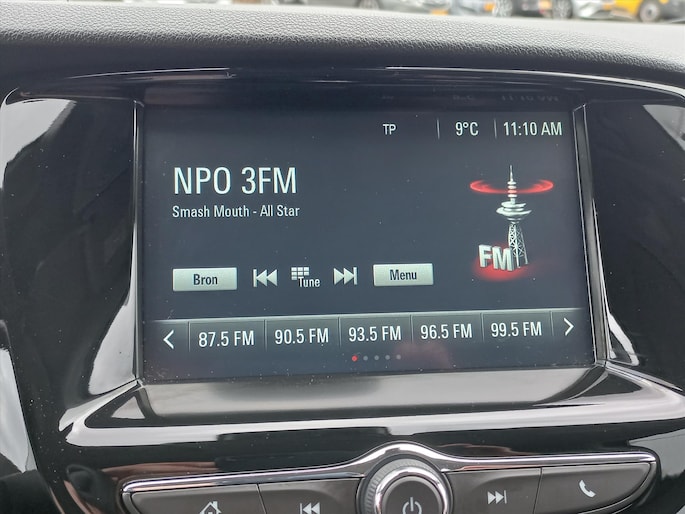 TP 9°C 11:10 AM
NPO 3FM
Smash Mouth - All Star
FM
Bron Tune Menu
87.5 FM 90.5 FM 93.5 FM 96.5 FM 99.5 FM